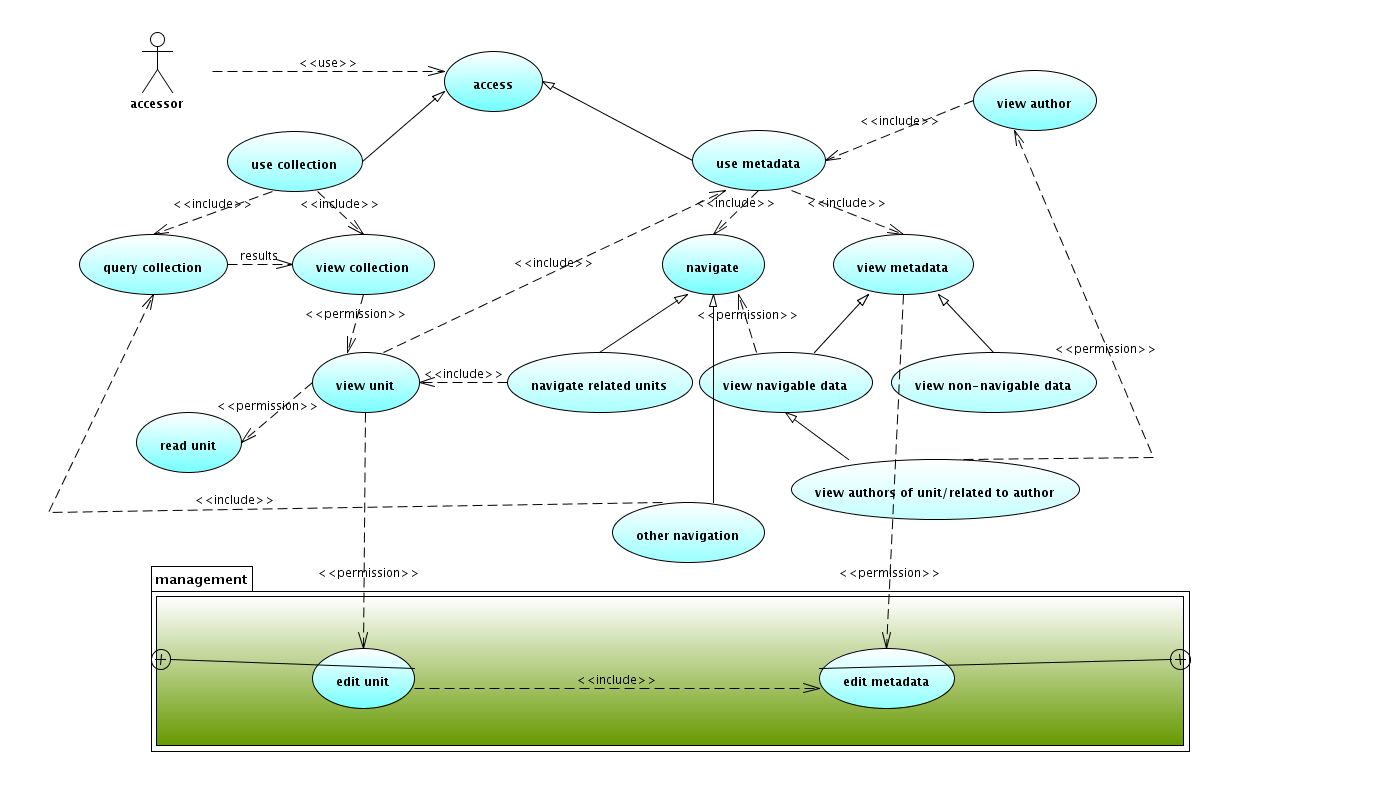 <<use>>
access
accessor
view author
<<include>>
use collection
use metadata
<<include>>
<<include>>
<<include>>
<<include>>
results
query collection
view collection
<<include>>
navigate
view metadata
<<permission>>
<<permission>>
<<permission>>
<<include>>
view unit
navigate related units
view navigable data
view non-navigable data
<<permission>>
read unit
<<include>>
view authors of unit/related to author
other navigation
<<permission>>
<<permission>>
management
edit unit
<<include>>
edit metadata